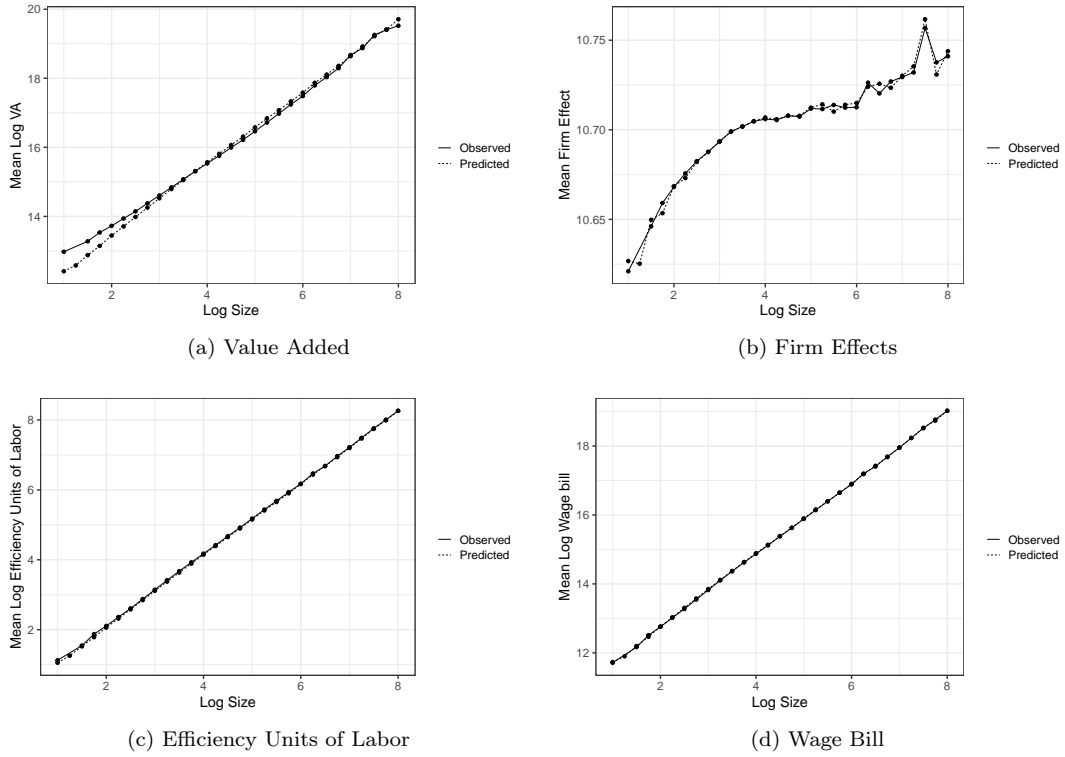 20
18
16
14
Mean Log VA
2 4 6 8
Log Size
Observed
Predicted
(a) Value Added
10.75
10.70
10.65
Mean Firm Effect
2 4 6 8
Log Size
Observed
Predicted
(b) Firm Effects
8
6
4
2
Mean Log Efficiency Units of Labor
2 4 6 8
Log Size
Observed
Predicted
(c) Efficiency Units of Labor
18
16
14
12
Mean Log Wage bill
2 4 6 8
Log Size
Observed
Predicted
(d) Wage Bill